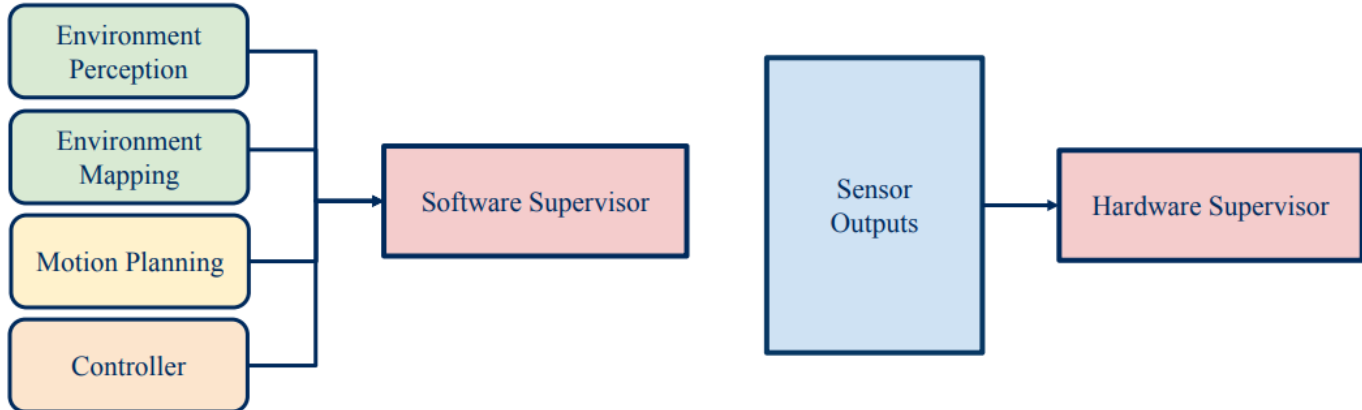 Environment
Perception
Environment
Mapping
Motion Planning
Controller
Software Supervisor
Sensor
Outputs
Hardware Supervisor